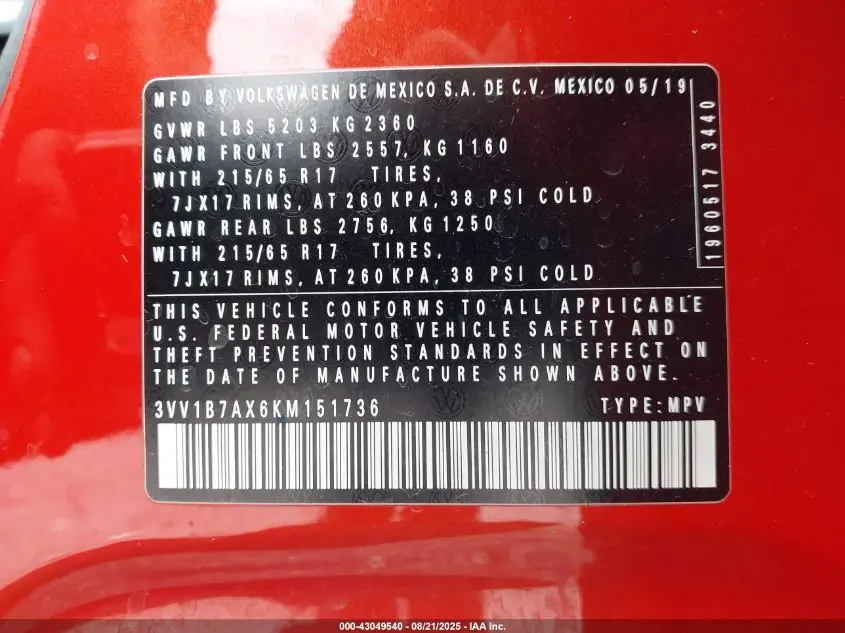 MFD BY VOLKSWAGEN DE MEXICO S.A. DE C.V. MEXICO 05/19
GVWR LBS 5203 KG 2360
GAWR FRONT LBS 2557, KG 1160
WITH 215/65 R17 TIRES,
7JX17 RIMS, AT 260 KPA, 38 PSI COLD
GAWR REAR LBS 2756, KG 1250
WITH 215/65 R17 TIRES,
7JX17 RIMS, AT 260 KPA, 38 PSI COLD
1960517 3440
THIS VEHICLE CONFORMS TO ALL APPLICABLE
U.S. FEDERAL MOTOR VEHICLE SAFETY AND
THEFT PREVENTION STANDARDS IN EFFECT ON
THE DATE OF MANUFACTURE SHOWN ABOVE.
3VV1B7AX6KM151736 TYPE: MPV
000-43049540 - 08/21/2025 - IAA Inc.